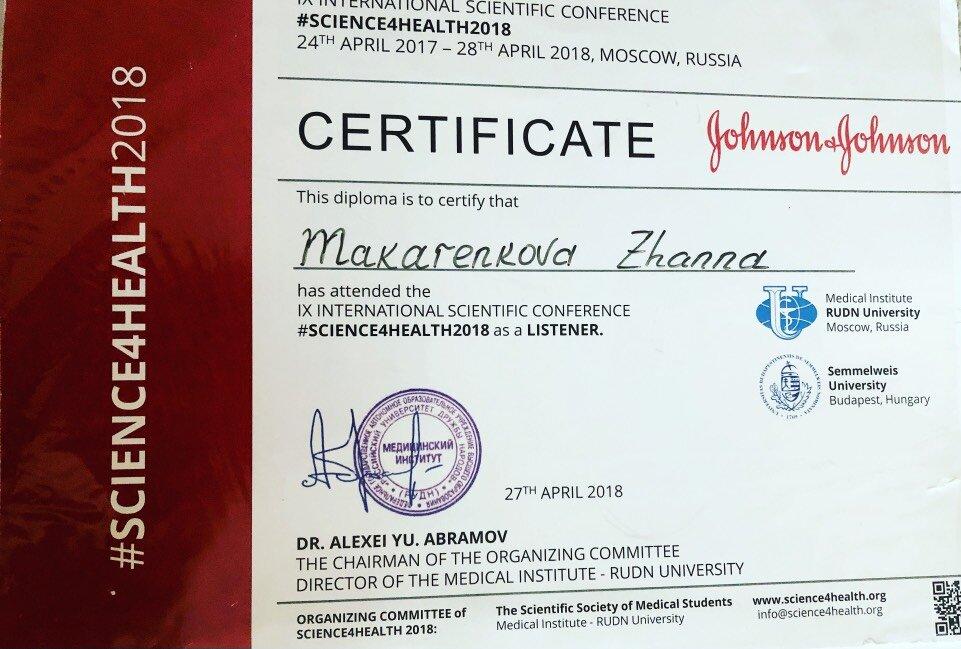 #SCIENCE4HEALTH2018
IX INTERNATIONAL SCIENTIFIC CONFERENCE
#SCIENCE4HEALTH2018
24TH APRIL 2017 – 28TH APRIL 2018, MOSCOW, RUSSIA
CERTIFICATE
Johnson & Johnson
This diploma is to certify that
Makarenkova Zhanna
has attended the
IX INTERNATIONAL SCIENTIFIC CONFERENCE
#SCIENCE4HEALTH2018 as a LISTENER.
Medical Institute
RUDN University
Moscow, Russia
Semmelweis
University
Budapest, Hungary
МЕДИЦИНСКИЙ
ИНСТИТУТ
(РУДН)
27TH APRIL 2018
DR. ALEXEI YU. ABRAMOV
THE CHAIRMAN OF THE ORGANIZING COMMITTEE
DIRECTOR OF THE MEDICAL INSTITUTE - RUDN UNIVERSITY
ORGANIZING COMMITTEE of
SCIENCE4HEALTH 2018:
The Scientific Society of Medical Students
Medical Institute - RUDN University
www.science4health.org
info@science4health.org